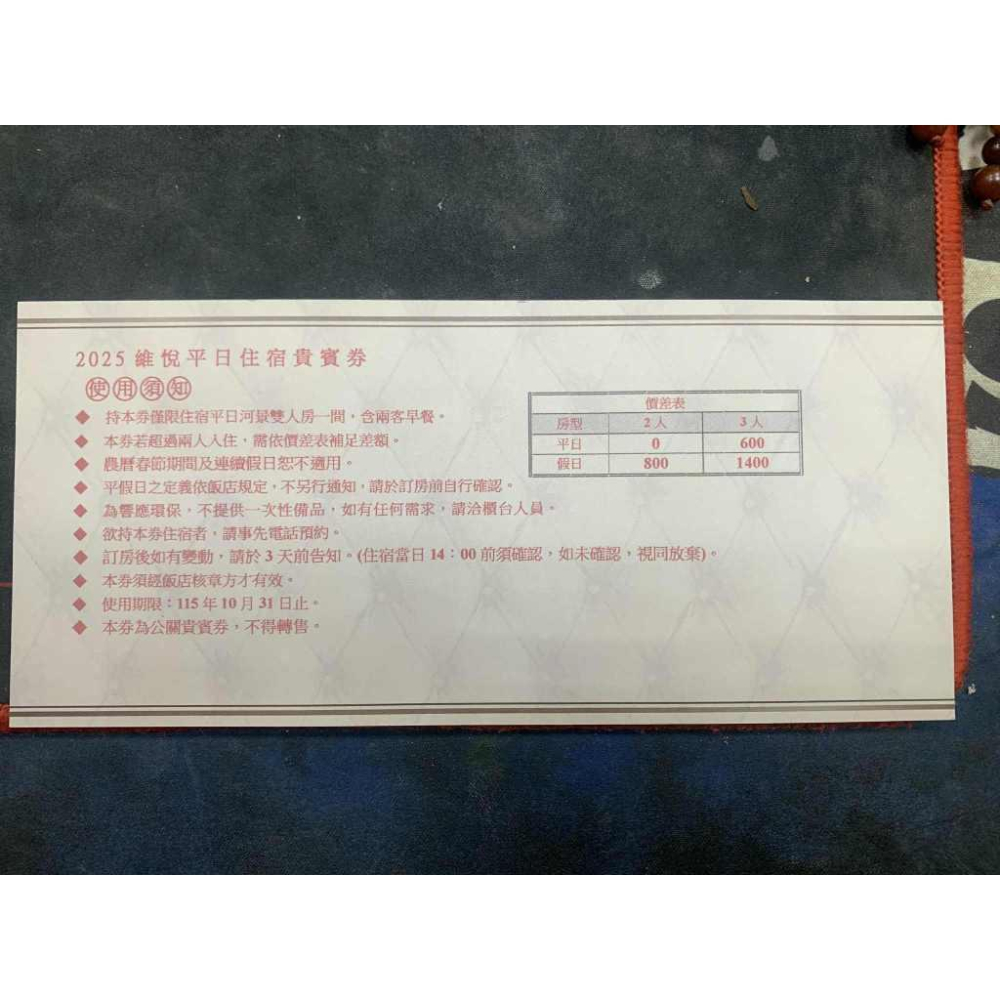 2025 維悅平日住宿貴賓券
使用須知
◆ 持本券僅限住宿平日河景雙人房一間，含兩客早餐。
◆ 本券若超過兩人入住，需依價差表補足差額。
◆ 農曆春節期間及連續假日恕不適用。
◆ 平假日之定義依飯店規定，不另行通知，請於訂房前自行確認。
◆ 為響應環保，不提供一次性備品，如有任何需求，請洽櫃台人員。
◆ 欲持本券住宿者，請事先電話預約。
◆ 訂房後如有變動，請於 3 天前告知。(住宿當日 14：00 前須確認，如未確認，視同放棄)。
◆ 本券須經飯店核章方才有效。
◆ 使用期限：115 年 10 月 31 日止。
◆ 本券為公關貴賓券，不得轉售。
價差表
房型 2 人 3 人
平日 0 600
假日 800 1400